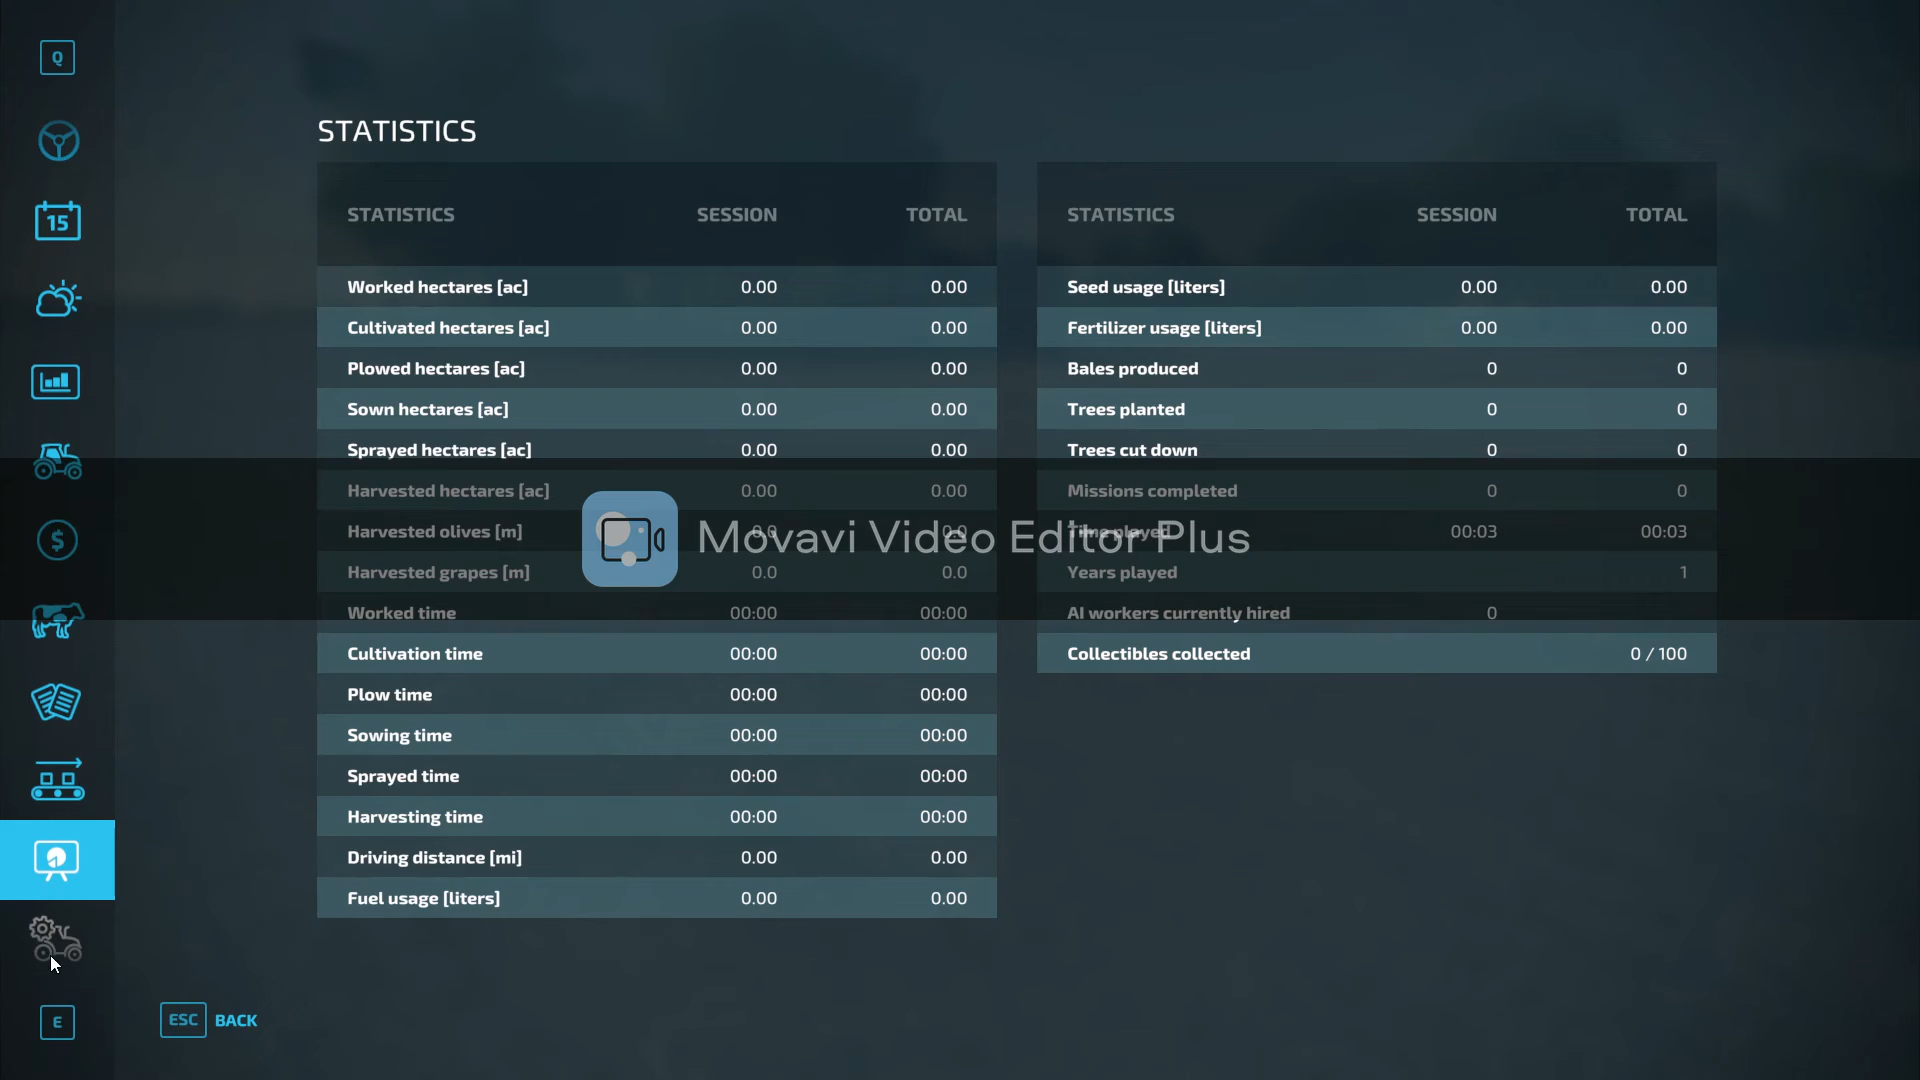 Q
15
STATISTICS
STATISTICS SESSION TOTAL
Worked hectares [ac] 0.00 0.00
Cultivated hectares [ac] 0.00 0.00
Plowed hectares [ac] 0.00 0.00
Sown hectares [ac] 0.00 0.00
Sprayed hectares [ac] 0.00 0.00
Harvested hectares [ac] 0.00 0.00
Harvested olives [m] 0.0 0.0
Harvested grapes [m] 0.0 0.0
Worked time 00:00 00:00
Cultivation time 00:00 00:00
Plow time 00:00 00:00
Sowing time 00:00 00:00
Sprayed time 00:00 00:00
Harvesting time 00:00 00:00
Driving distance [mi] 0.00 0.00
Fuel usage [liters] 0.00 0.00
STATISTICS SESSION TOTAL
Seed usage [liters] 0.00 0.00
Fertilizer usage [liters] 0.00 0.00
Bales produced 0 0
Trees planted 0 0
Trees cut down 0 0
Missions completed 0 0
Time played 00:03 00:03
Years played 1
AI workers currently hired 0
Collectibles collected 0 / 100
Movavi Video Editor Plus
$
E
ESC BACK